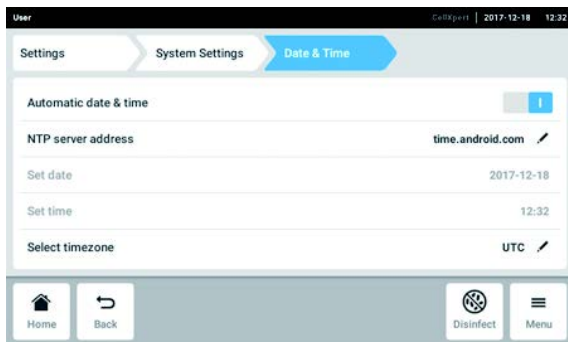 User CellXpert | 2017-12-18 12:32
Settings System Settings Date & Time
Automatic date & time I
NTP server address time.android.com
Set date 2017-12-18
Set time 12:32
Select timezone UTC
Home Back Disinfect Menu